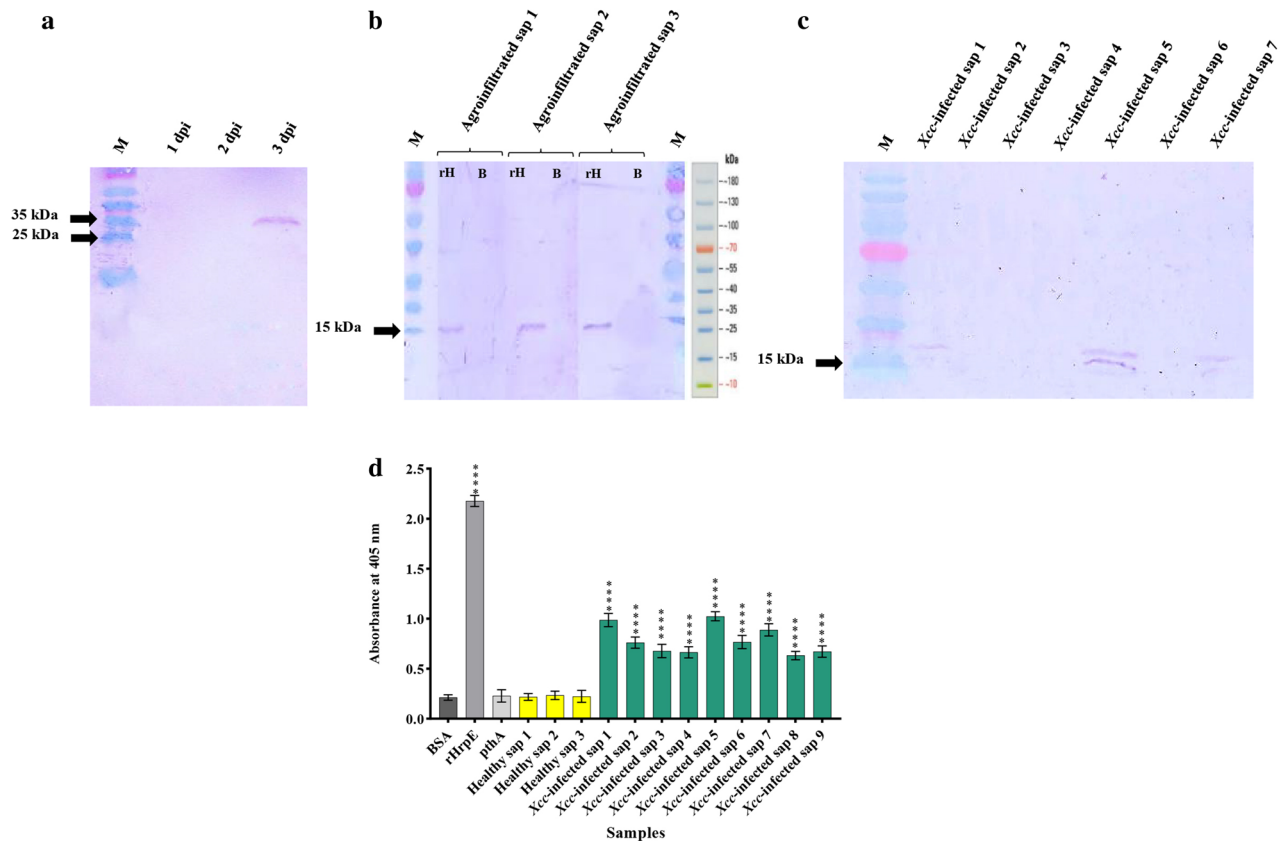 a
M
1 dpi
2 dpi
3 dpi
35 kDa
25 kDa
b
M
Agroinfiltrated sap 1
Agroinfiltrated sap 2
Agroinfiltrated sap 3
M
rH B rH B rH B
15 kDa
kDa
180
130
100
70
55
40
35
25
15
10
c
M
Xcc-infected sap 1
Xcc-infected sap 2
Xcc-infected sap 3
Xcc-infected sap 4
Xcc-infected sap 5
Xcc-infected sap 6
Xcc-infected sap 7
15 kDa
d
Absorbance at 405 nm
2.5
2.0
1.5
1.0
0.5
0.0
****
****
****
****
****
****
****
****
****
****
BSA
rHrpE
pthA
Healthy sap 1
Healthy sap 2
Healthy sap 3
Xcc-infected sap 1
Xcc-infected sap 2
Xcc-infected sap 3
Xcc-infected sap 4
Xcc-infected sap 5
Xcc-infected sap 6
Xcc-infected sap 7
Xcc-infected sap 8
Xcc-infected sap 9
Samples